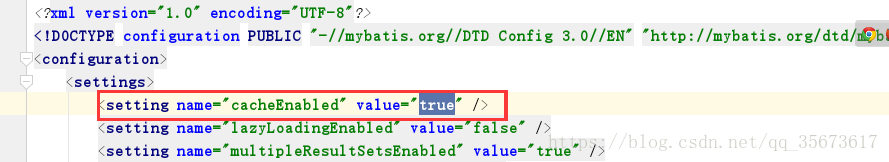 <?xml version="1.0" encoding="UTF-8"?>
<!DOCTYPE configuration PUBLIC "-//mybatis.org//DTD Config 3.0//EN" "http://mybatis.org/dtd/
<configuration>
<settings>
<setting name="cacheEnabled" value="true" />
<setting name="lazyLoadingEnabled" value="false" />
<setting name="multipleResultSetsEnabled" value="true" />
https://blog.csdn.net/qq_35673617